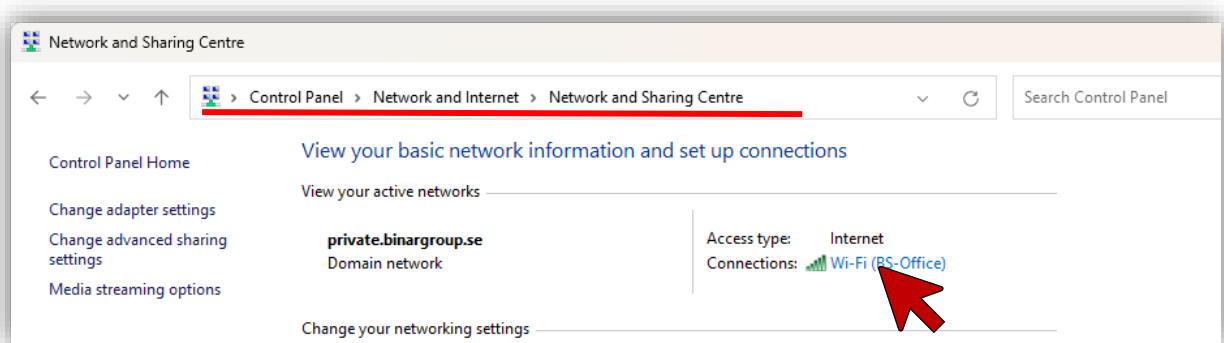 Network and Sharing Centre
Control Panel > Network and Internet > Network and Sharing Centre
Search Control Panel
Control Panel Home
Change adapter settings
Change advanced sharing
settings
Media streaming options
View your basic network information and set up connections
View your active networks
private.binargroup.se
Domain network
Access type: Internet
Connections: Wi-Fi (BS-Office)
Change your networking settings